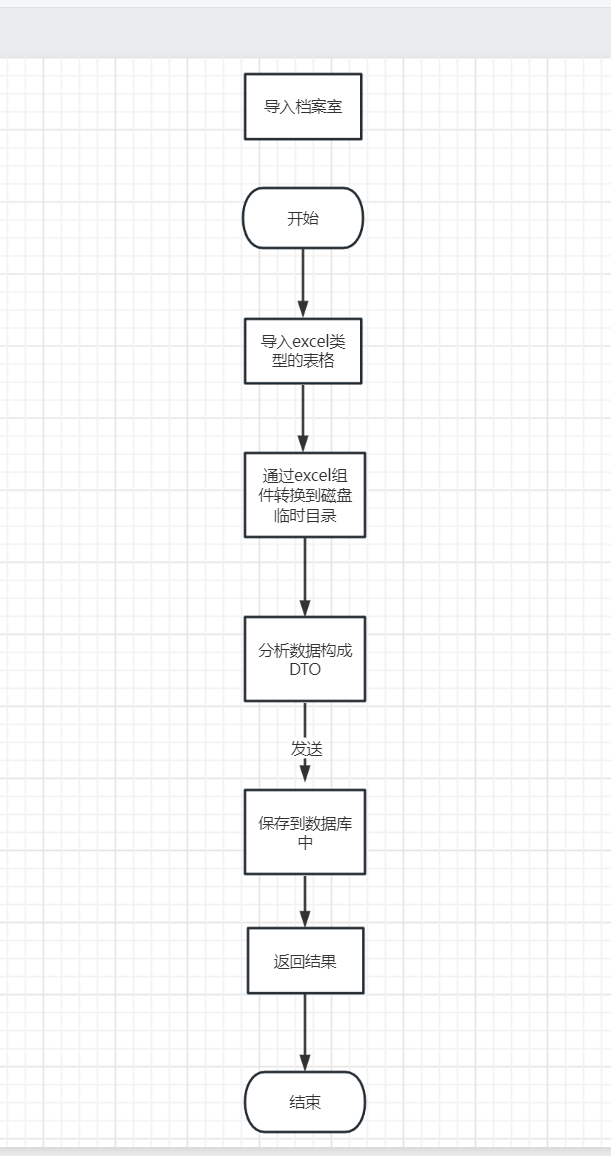 导入档案室
开始
导入excel类
型的表格
通过excel组
件转换到磁盘
临时目录
分析数据构成
DTO
发送
保存到数据库
中
返回结果
结束